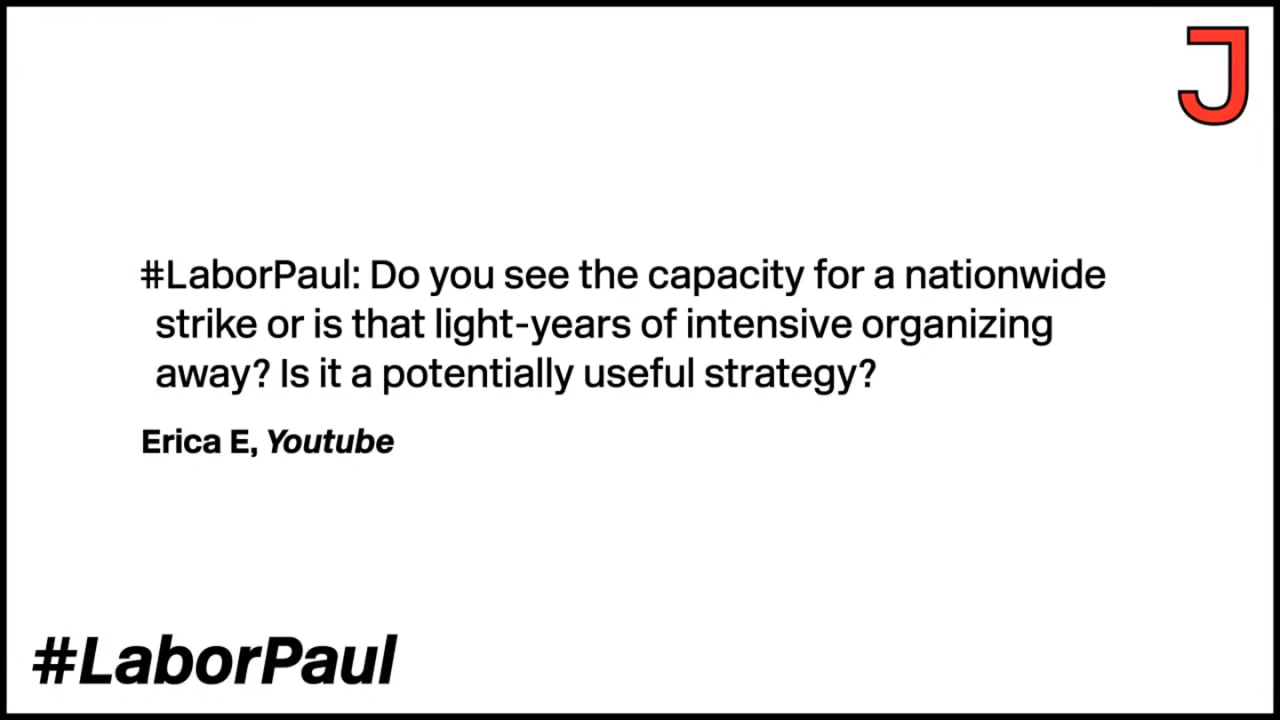 J
#LaborPaul: Do you see the capacity for a nationwide
strike or is that light-years of intensive organizing
away? Is it a potentially useful strategy?
Erica E, Youtube
#LaborPaul